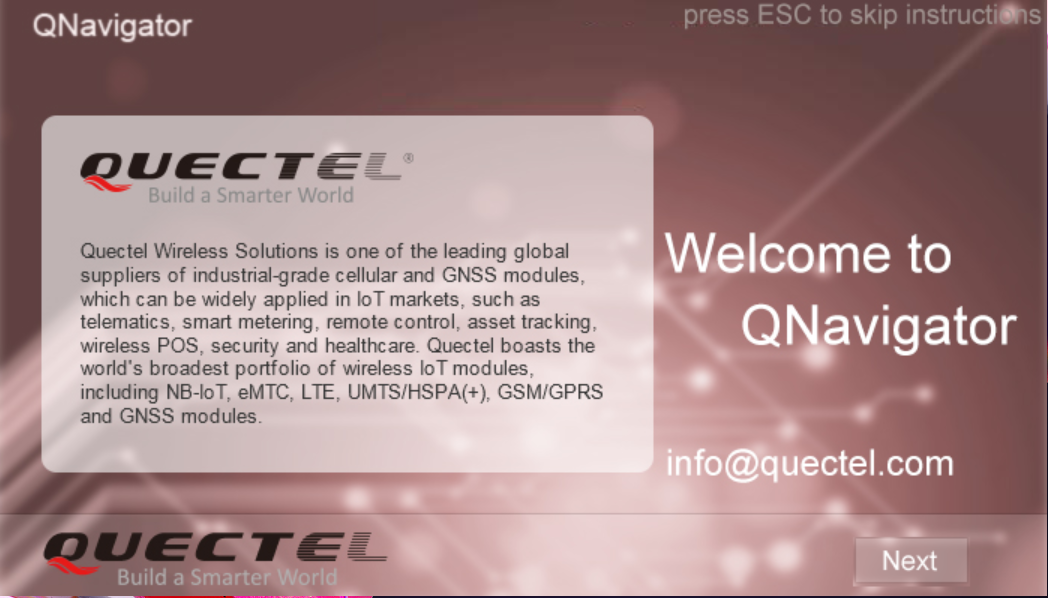 QNavigator
press ESC to skip instructions
QUECTEL®
Build a Smarter World
Quectel Wireless Solutions is one of the leading global
suppliers of industrial-grade cellular and GNSS modules,
which can be widely applied in IoT markets, such as
telematics, smart metering, remote control, asset tracking,
wireless POS, security and healthcare. Quectel boasts the
world's broadest portfolio of wireless IoT modules,
including NB-IoT, eMTC, LTE, UMTS/HSPA(+), GSM/GPRS
and GNSS modules.
Welcome to
QNavigator
info@quectel.com
QUECTEL
Build a Smarter World
Next